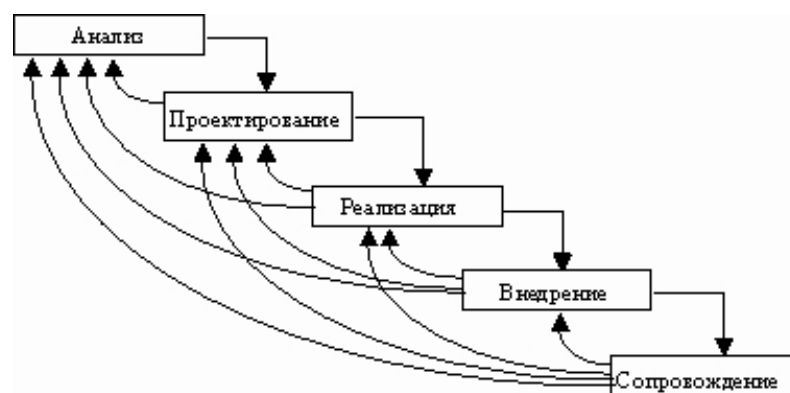 Анализ
Проектирование
Реализация
Внедрение
Сопровождение